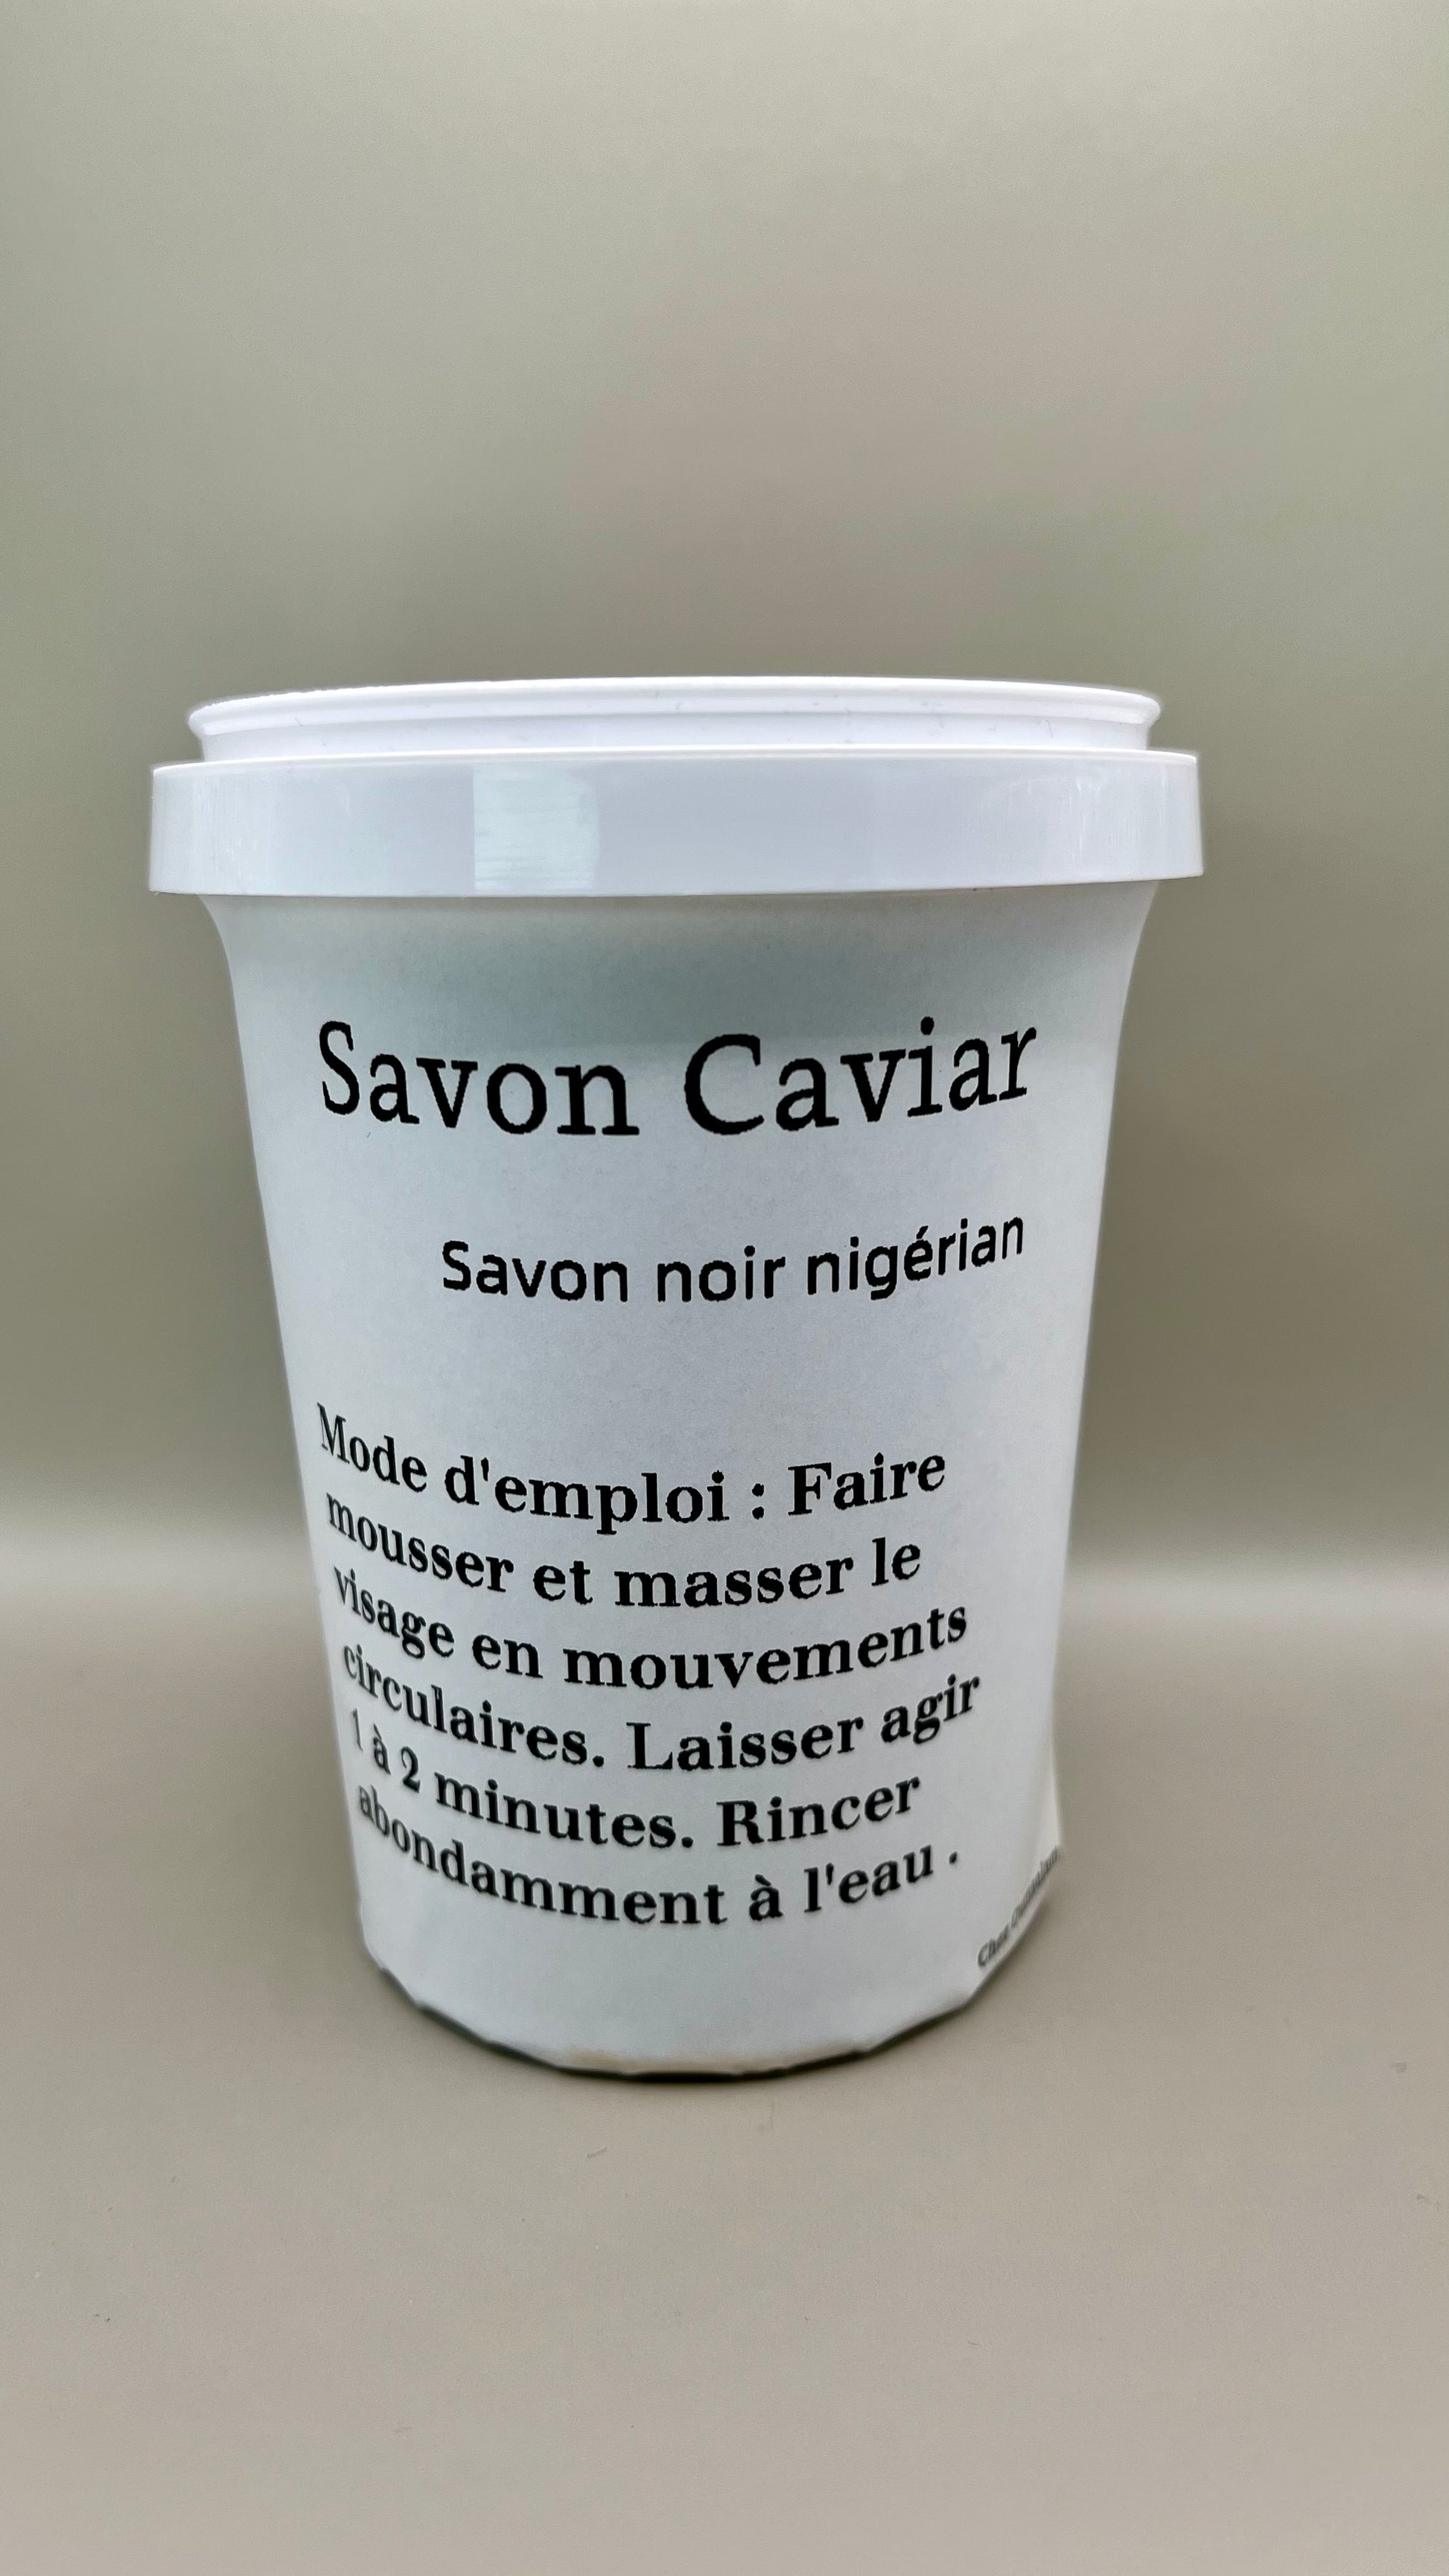 Savon Caviar
Savon noir nigérian
Mode d'emploi : Faire
mousser et masser le
visage en mouvements
circulaires. Laisser agir
1 à 2 minutes. Rincer
abondamment à l'eau .
Chez